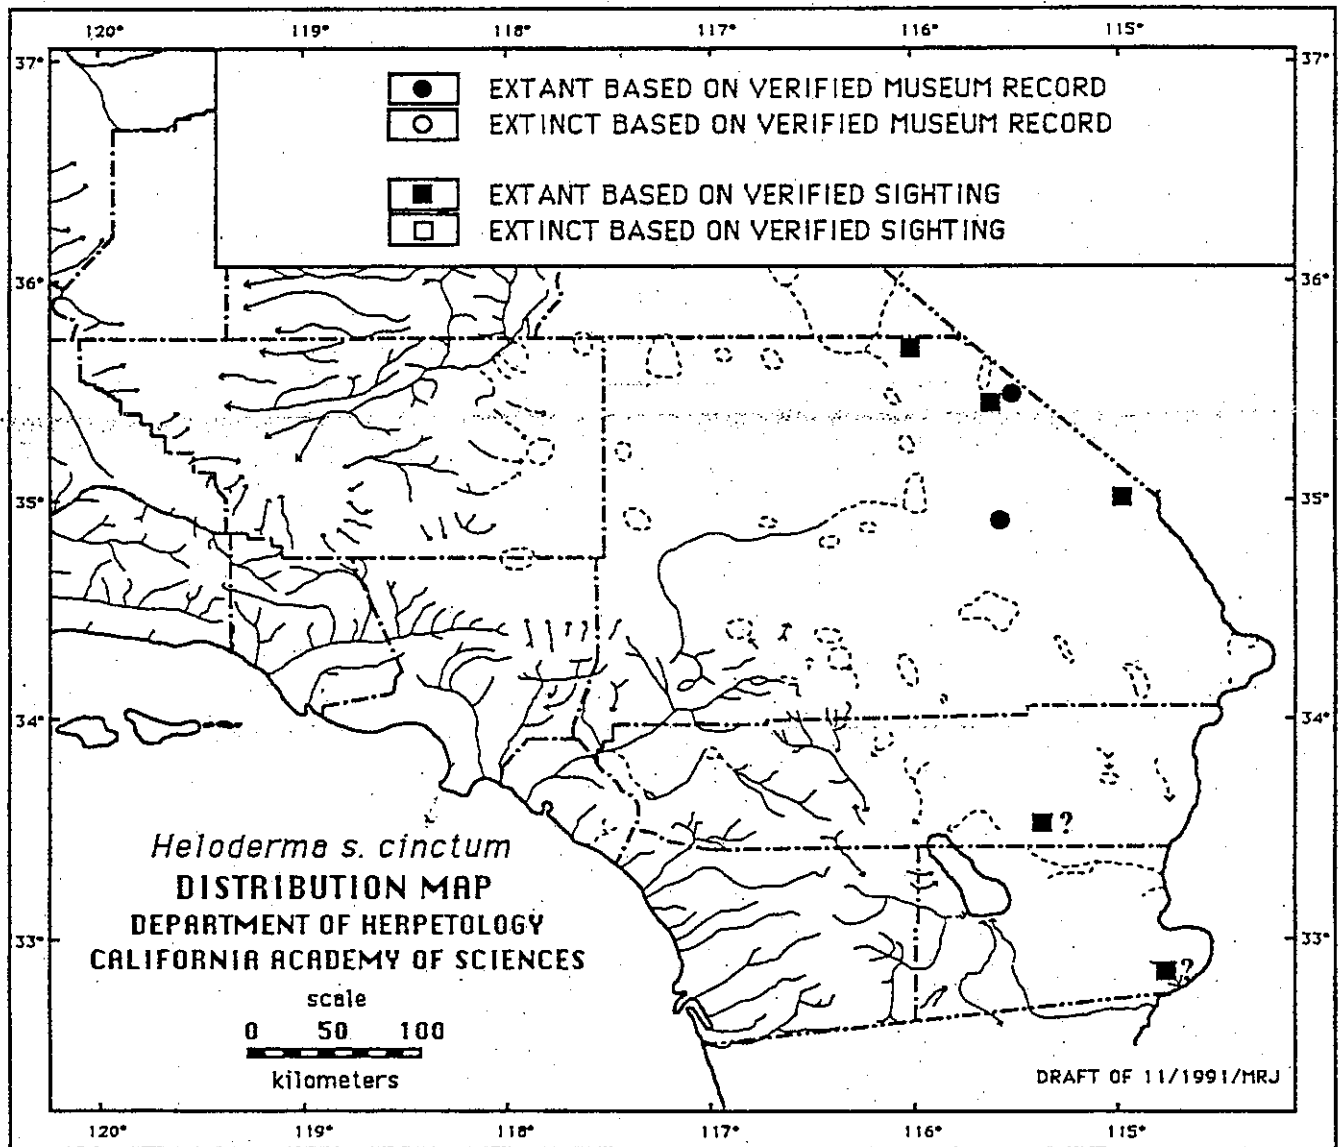 120° 119° 118° 117° 116° 115°
37° 37°
EXTANT BASED ON VERIFIED MUSEUM RECORD
EXTINCT BASED ON VERIFIED MUSEUM RECORD
EXTANT BASED ON VERIFIED SIGHTING
EXTINCT BASED ON VERIFIED SIGHTING
36° 36°
35° 35°
34° 34°
?
Heloderma s. cinctum
DISTRIBUTION MAP
DEPARTMENT OF HERPETOLOGY
CALIFORNIA ACADEMY OF SCIENCES
33° 33°
?
scale
0 50 100
kilometers
DRAFT OF 11/1991/MRJ
120° 119° 118° 117° 116° 115°